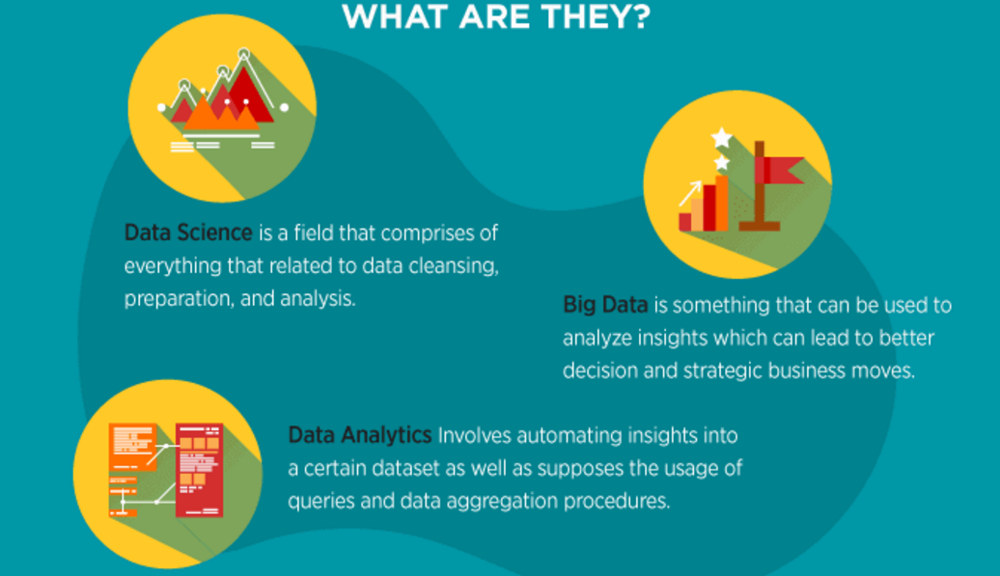 WHAT ARE THEY?
Data Science is a field that comprises of
everything that related to data cleansing,
preparation, and analysis.
Big Data is something that can be used to
analyze insights which can lead to better
decision and strategic business moves.
Data Analytics Involves automating insights into
a certain dataset as well as supposes the usage of
queries and data aggregation procedures.